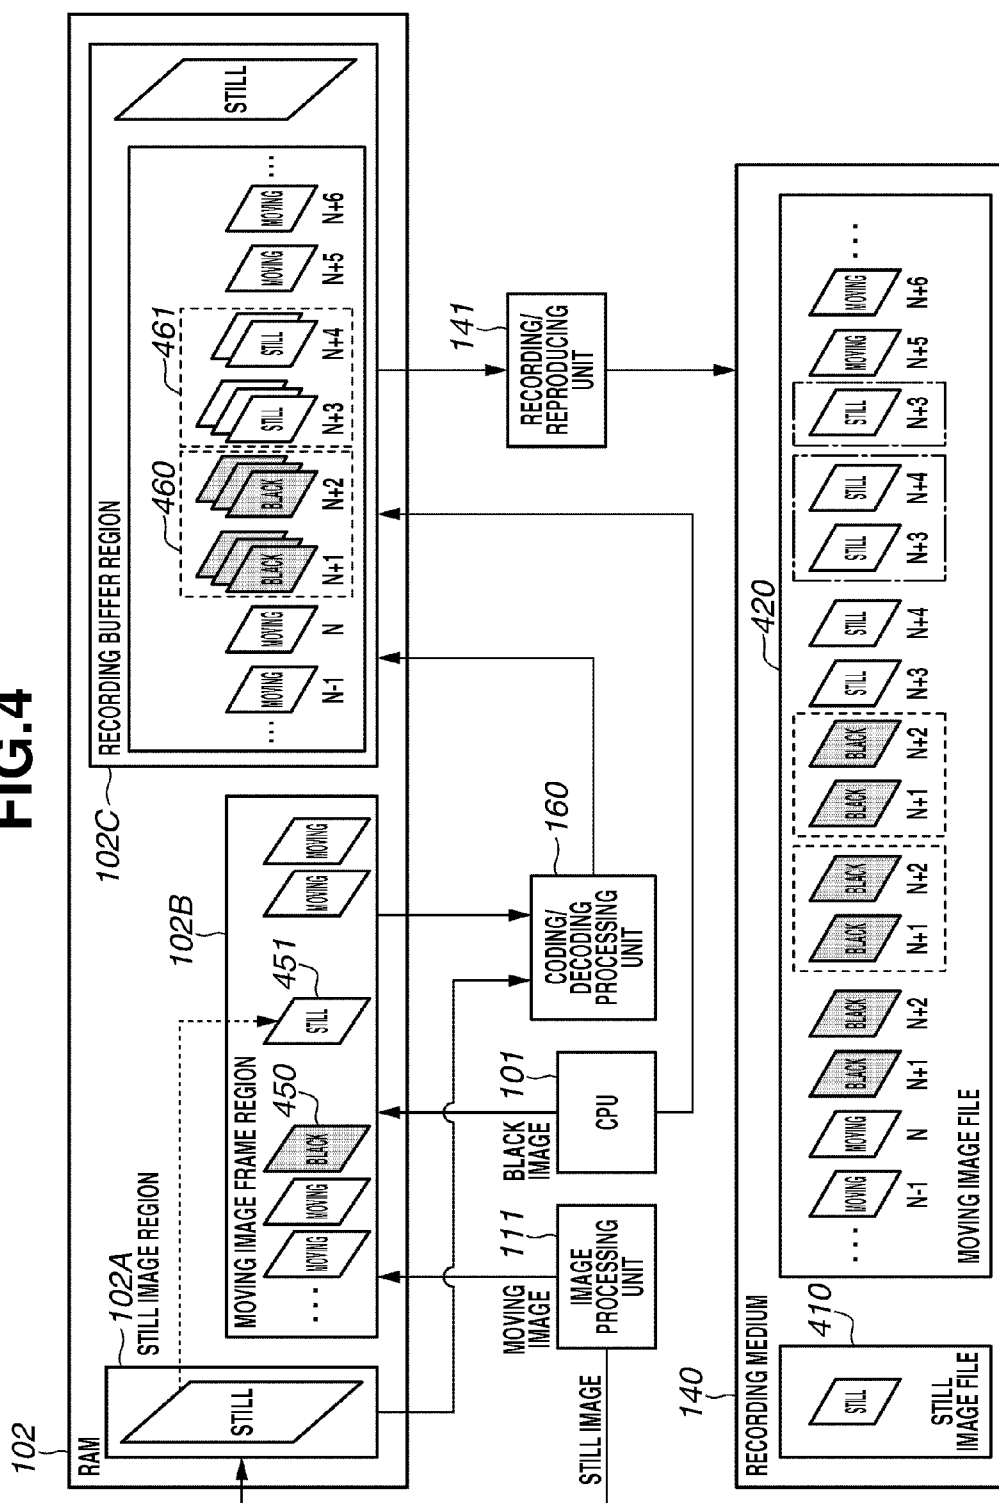 FIG.4
102
RAM
102A
STILL IMAGE REGION
STILL
102B
MOVING IMAGE FRAME REGION
...
MOVING
MOVING
450
BLACK
451
STILL
MOVING
MOVING
102C
RECORDING BUFFER REGION
460
461
...
MOVING
MOVING
BLACK
BLACK
STILL
STILL
MOVING
MOVING
...
N-1
N
N+1
N+2
N+3
N+4
N+5
N+6
STILL
STILL IMAGE
MOVING
IMAGE
111
IMAGE
PROCESSING
UNIT
BLACK
IMAGE
101
CPU
160
CODING/
DECODING
PROCESSING
UNIT
141
RECORDING/
REPRODUCING
UNIT
140
RECORDING MEDIUM
410
STILL
STILL
IMAGE FILE
420
...
MOVING
MOVING
BLACK
BLACK
BLACK
BLACK
BLACK
BLACK
STILL
STILL
STILL
STILL
STILL
MOVING
MOVING
...
N-1
N
N+1
N+2
N+1
N+2
N+1
N+2
N+3
N+4
N+3
N+4
N+3
N+5
N+6
MOVING IMAGE FILE